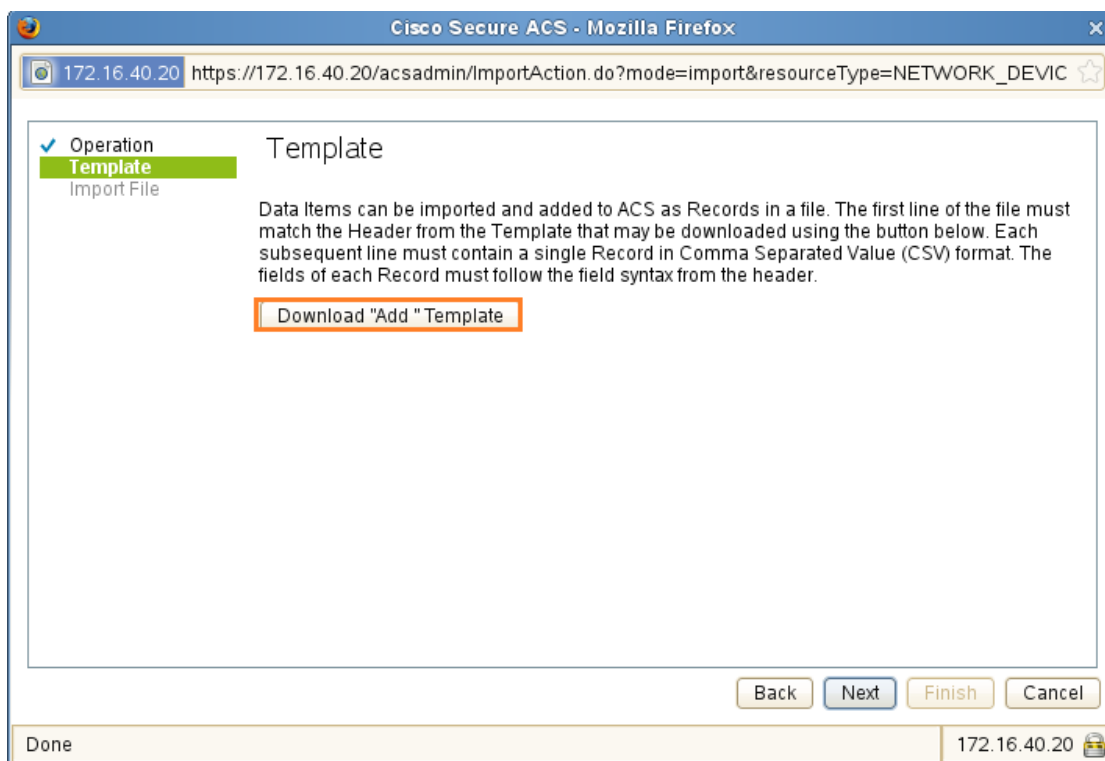 Cisco Secure ACS - Mozilla Firefox
172.16.40.20 https://172.16.40.20/acsadmin/ImportAction.do?mode=import&resourceType=NETWORK_DEVIC
Operation
Template
Import File
Template
Data Items can be imported and added to ACS as Records in a file. The first line of the file must
match the Header from the Template that may be downloaded using the button below. Each
subsequent line must contain a single Record in Comma Separated Value (CSV) format. The
fields of each Record must follow the field syntax from the header.
Download "Add " Template
Back Next Finish Cancel
Done 172.16.40.20